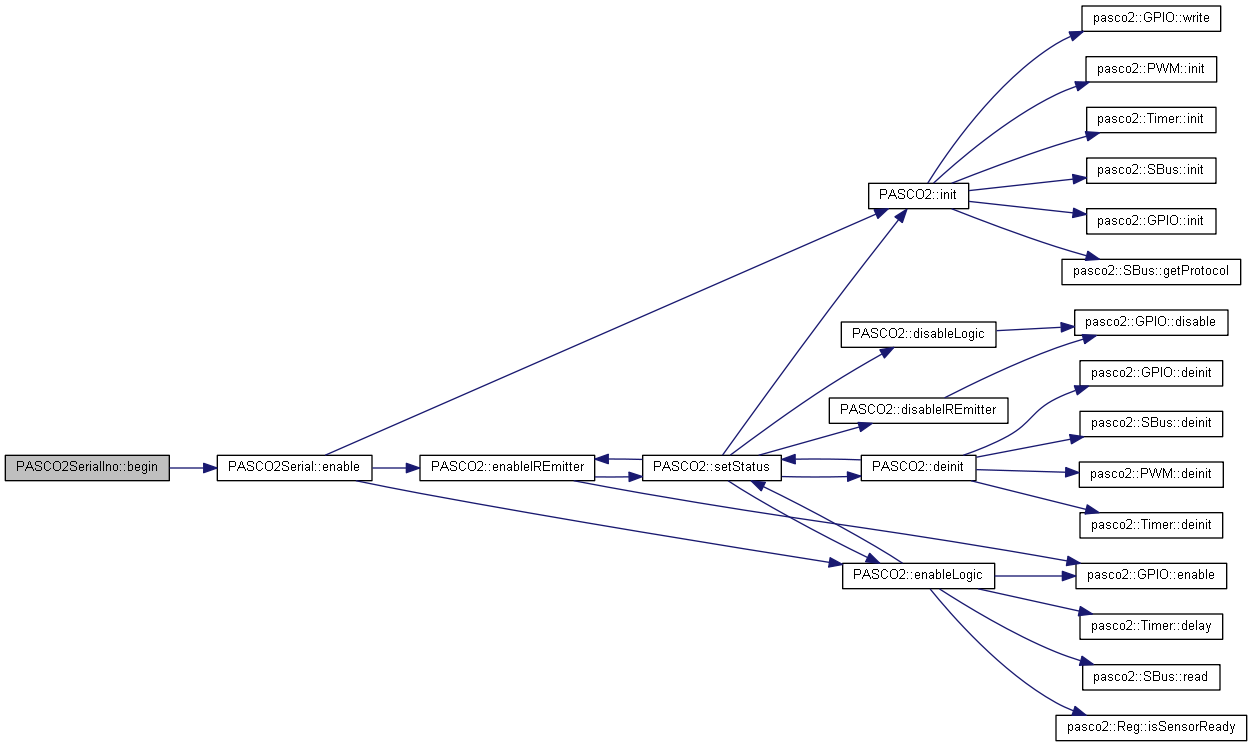 pasco2::GPIO::write
pasco2::PWM::init
pasco2::Timer::init
pasco2::SBus::init
PASCO2::init
pasco2::GPIO::init
pasco2::SBus::getProtocol
pasco2::GPIO::disable
PASCO2::disableLogic
pasco2::GPIO::deinit
PASCO2::disableIREmitter
pasco2::SBus::deinit
PASCO2SerialIno::begin
PASCO2Serial::enable
PASCO2::enableIREmitter
PASCO2::setStatus
PASCO2::deinit
pasco2::PWM::deinit
pasco2::Timer::deinit
PASCO2::enableLogic
pasco2::GPIO::enable
pasco2::Timer::delay
pasco2::SBus::read
pasco2::Reg::isSensorReady